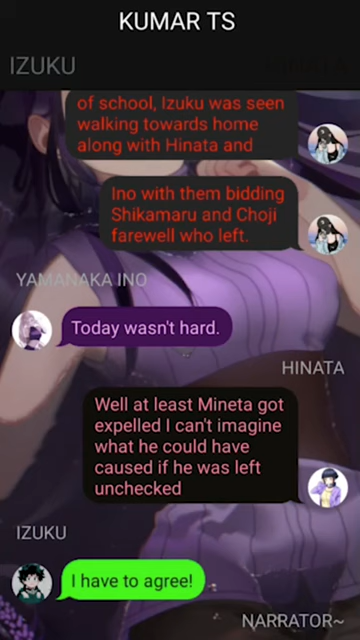 KUMAR TS
IZUKU
of school, Izuku was seen
walking towards home
along with Hinata and
Ino with them bidding
Shikamaru and Choji
farewell who left.
YAMANAKA INO
Today wasn't hard.
HINATA
Well at least Mineta got
expelled I can't imagine
what he could have
caused if he was left
unchecked
IZUKU
I have to agree!
NARRATOR~